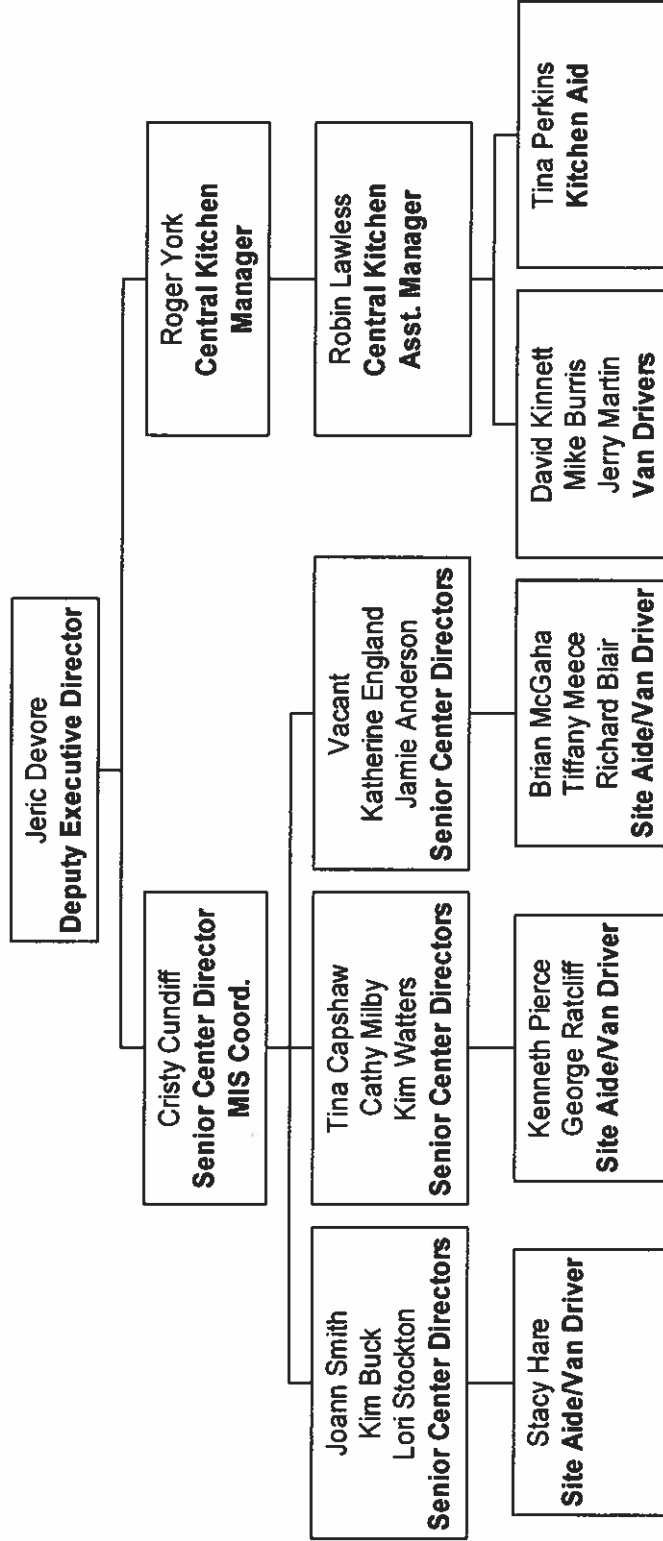 Jeric Devore
Deputy Executive Director
Cristy Cundiff
Senior Center Director
MIS Coord.
Roger York
Central Kitchen
Manager
Joann Smith
Kim Buck
Lori Stockton
Senior Center Directors
Tina Capshaw
Cathy Milby
Kim Watters
Senior Center Directors
Vacant
Katherine England
Jamie Anderson
Senior Center Directors
Robin Lawless
Central Kitchen
Asst. Manager
Stacy Hare
Site Aide/Van Driver
Kenneth Pierce
George Ratcliff
Site Aide/Van Driver
Brian McGaha
Tiffany Meece
Richard Blair
Site Aide/Van Driver
David Kinnett
Mike Burris
Jerry Martin
Van Drivers
Tina Perkins
Kitchen Aid